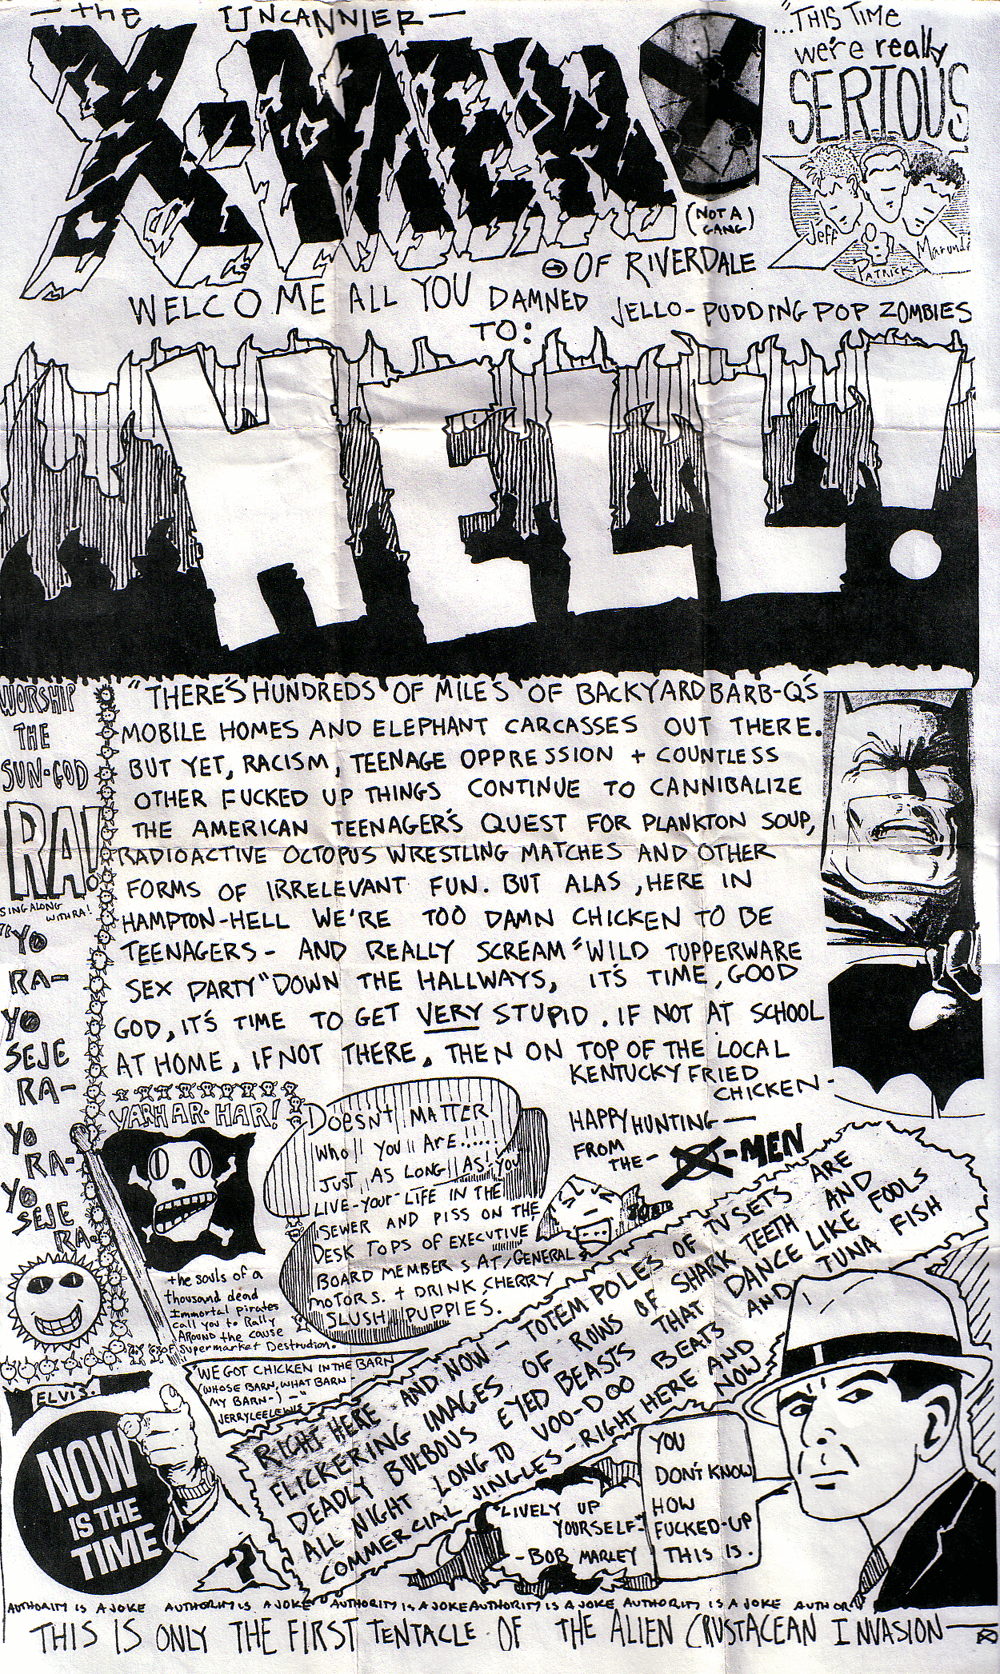 -the UNCANNIER-
X-MEN
(NOT A
GANG)
OF RIVERDALE
"...THIS TIME
we're really
SERIOUS
Jeff
PATRICK
WELCOME ALL YOU DAMNED JELLO-PUDDING POP ZOMBIES
TO:
HELL!
WORSHIP
THE
SUN-GOD
RA!
SING ALONG
WITH RA!
"YO
RA-
YO
SEJE
RA-
YO
RA-
YO
SEJE
RA-
"THERE'S HUNDREDS OF MILES OF BACKYARD BARB-Q'S
MOBILE HOMES AND ELEPHANT CARCASSES OUT THERE.
BUT YET, RACISM, TEENAGE OPPRESSION + COUNTLESS
OTHER FUCKED UP THINGS CONTINUE TO CANNIBALIZE
THE AMERICAN TEENAGER'S QUEST FOR PLANKTON SOUP,
RADIOACTIVE OCTOPUS WRESTLING MATCHES AND OTHER
FORMS OF IRRELEVANT FUN. BUT ALAS, HERE IN
HAMPTON-HELL WE'RE TOO DAMN CHICKEN TO BE
TEENAGERS - AND REALLY SCREAM "WILD TUPPERWARE
SEX PARTY" DOWN THE HALLWAYS, IT'S TIME, GOOD
GOD, IT'S TIME TO GET VERY STUPID. IF NOT AT SCHOOL
AT HOME, IF NOT THERE, THEN ON TOP OF THE LOCAL
KENTUCKY FRIED
CHICKEN-
HAPPY HUNTING-
FROM
THE-
X-MEN
YARH AR-HAR!
the souls of a
thousand dead
Immortal Pirates
call you to Rally
AROUND the cause
OF Supermarket Destrudion.
DOESN't MATTER!
Who YOU ARE.....!
JUST AS LONG AS! YOU
LIVE-YOUR-LIFE IN THE
SEWER AND PISS ON THE
DESK TOPS OF EXECUTIVE
BOARD MEMBERS AT/GENERAL
MOTORS. + DRINK CHERRY
SLUSH PUPPIES.
WE GOT CHICKEN IN THE BARN
(WHOSE BARN, WHAT BARN-
MY BARN-) -"
JERRYLEELEWIS
ELVIS.
NOW
IS THE
TIME
?
RIGHT HERE AND NOW - TOTEM POLES OF TV SETS ARE
FLICKERING IMAGES OF ROWS OF SHARK TEETH AND
DEADLY BULBOUS EYED BEASTS THAT DANCE LIKE FOOLS
ALL NIGHT LONG TO VOO-DOO BEATS AND TUNA FISH
COMMERCIAL JINGLES - RIGHT HERE AND
NOW
"LIVELY UP
YOURSELF-"
-BOB MARLEY
YOU
DON'T KNOW
HOW
FUCKED-UP
THIS IS.
AUTHORITY IS A JOKE AUTHORITY IS A JOKE AUTHORITY IS A JOKE AUTHORITY IS A JOKE AUTHORITY IS A JOKE AUTHOR
THIS IS ONLY THE FIRST TENTACLE OF THE ALIEN CRUSTACEAN INVASION-